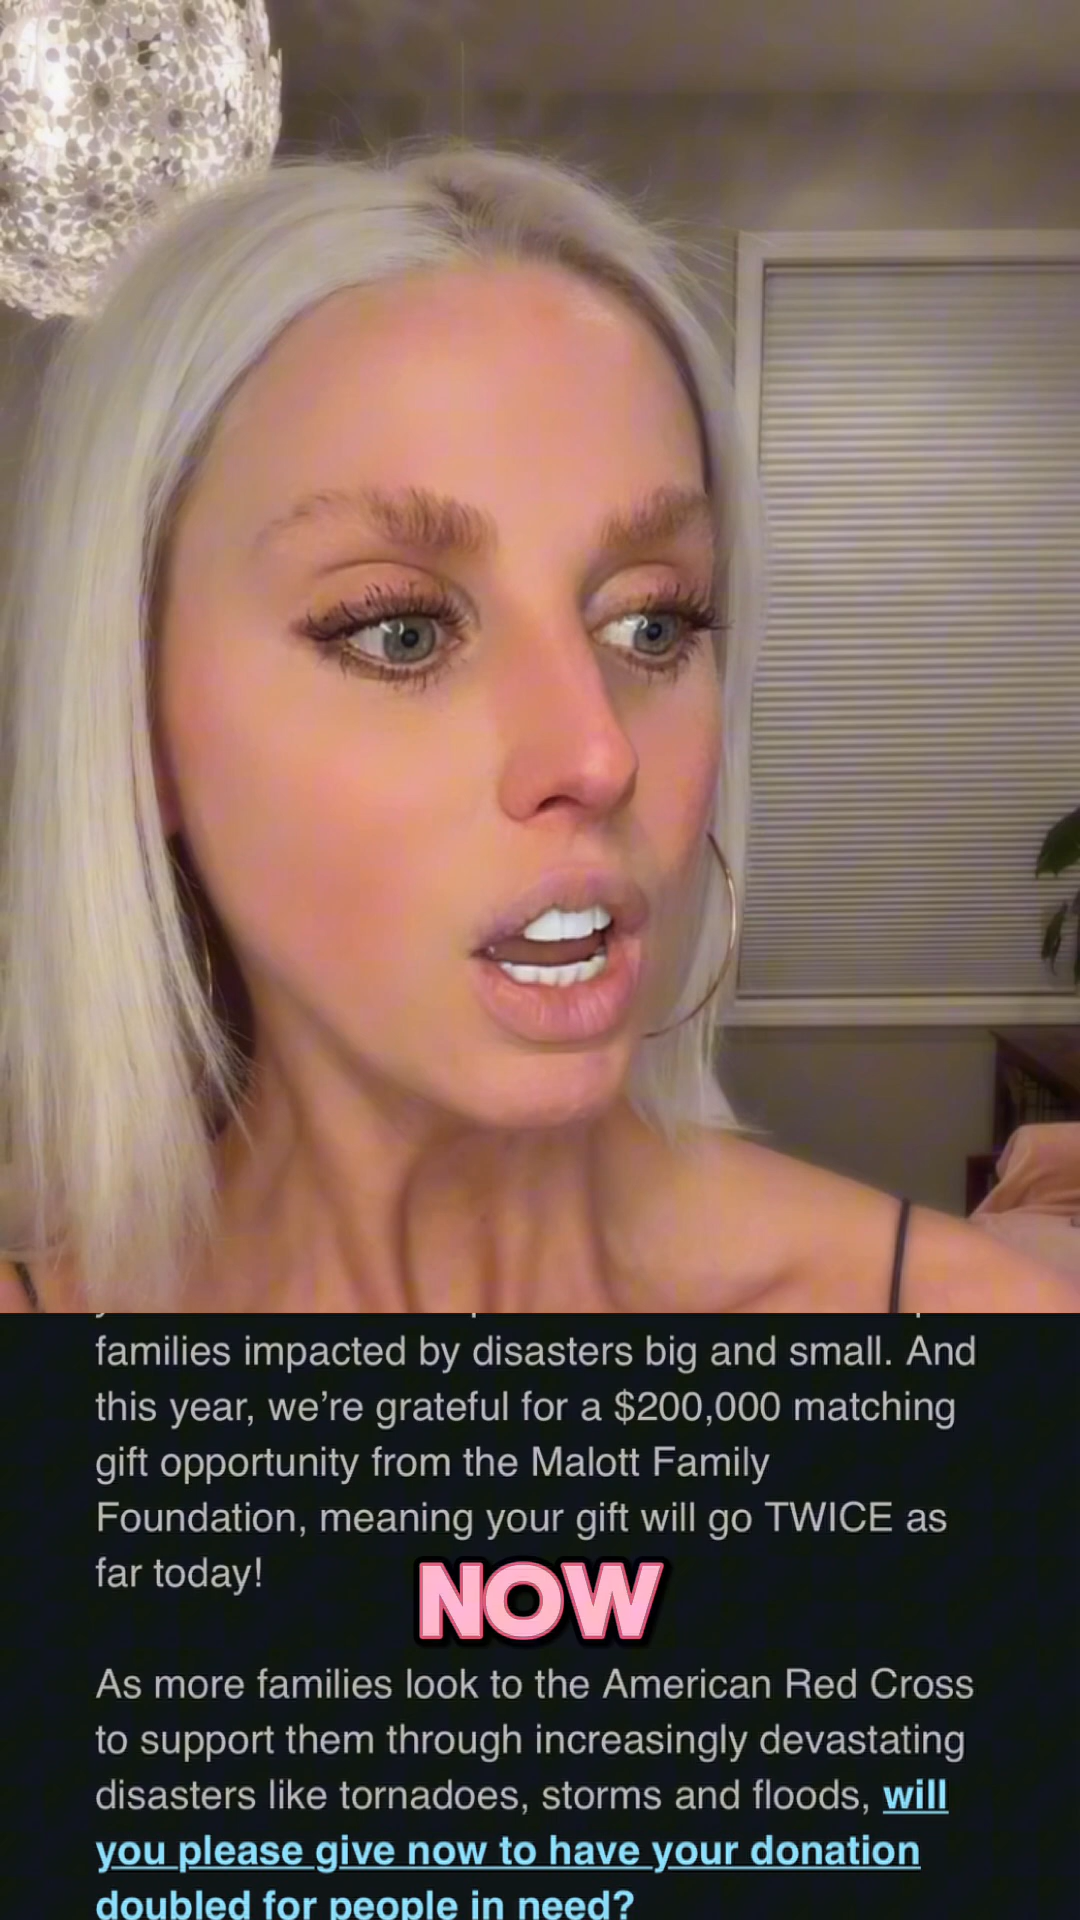 families impacted by disasters big and small. And
this year, we're grateful for a $200,000 matching
gift opportunity from the Malott Family
Foundation, meaning your gift will go TWICE as
far today!
NOW
As more families look to the American Red Cross
to support them through increasingly devastating
disasters like tornadoes, storms and floods, will
you please give now to have your donation
doubled for people in need?